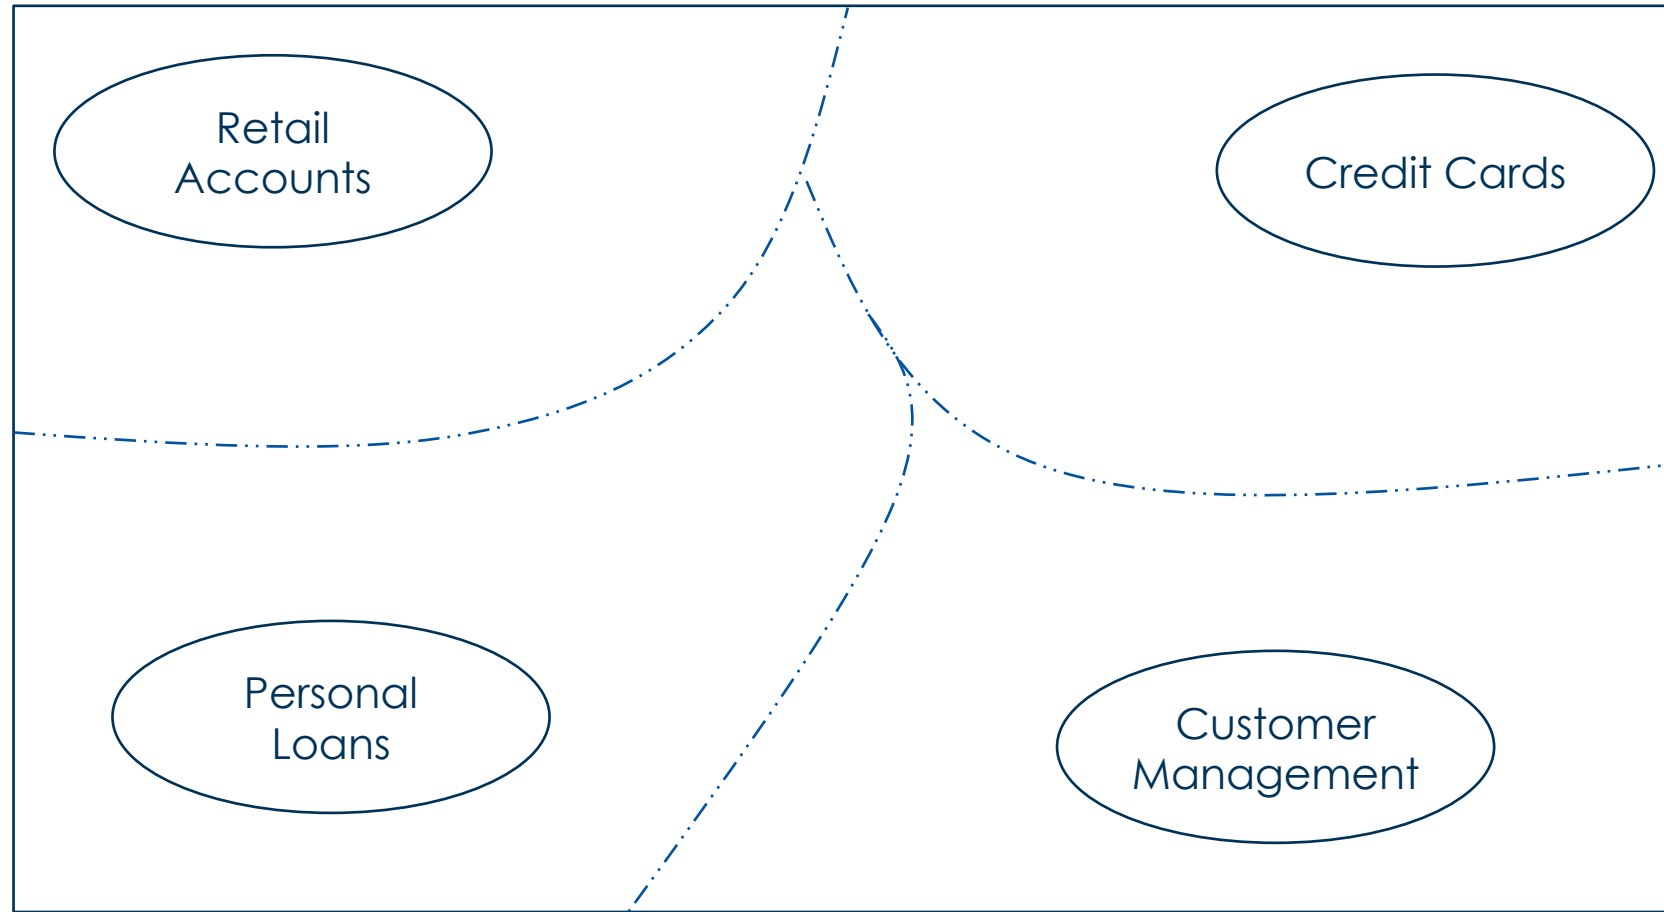 Retail
Accounts
Credit Cards
Personal
Loans
Customer
Management